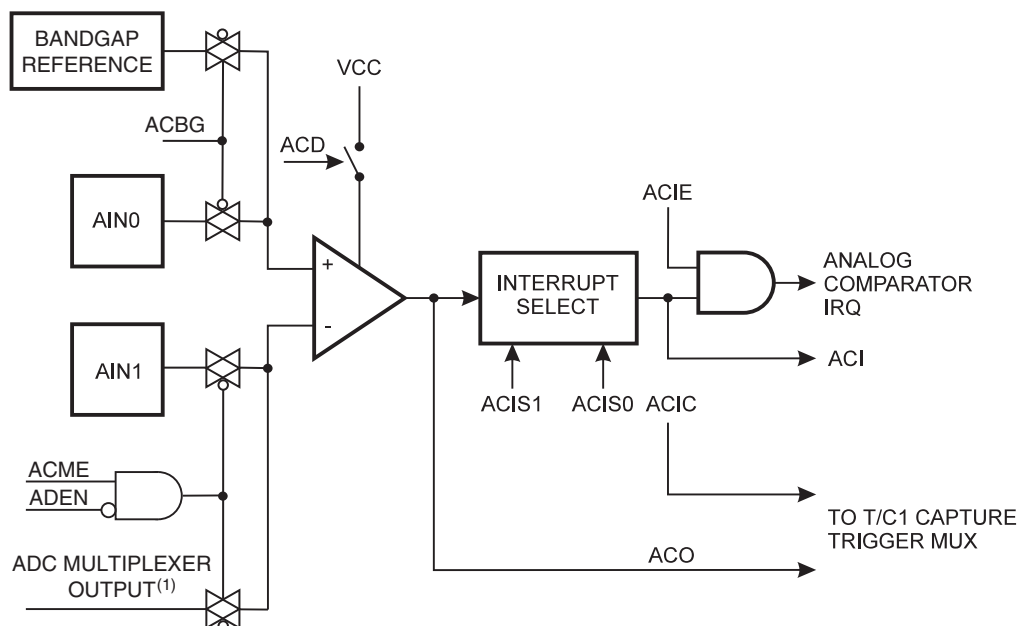 BANDGAP
REFERENCE
VCC
ACBG
ACD
AIN0
ACIE
+
INTERRUPT
SELECT
ANALOG
COMPARATOR
IRQ
-
AIN1
ACI
ACIS1
ACIS0
ACIC
ACME
ADEN
TO T/C1 CAPTURE
TRIGGER MUX
ACO
ADC MULTIPLEXER
OUTPUT(1)